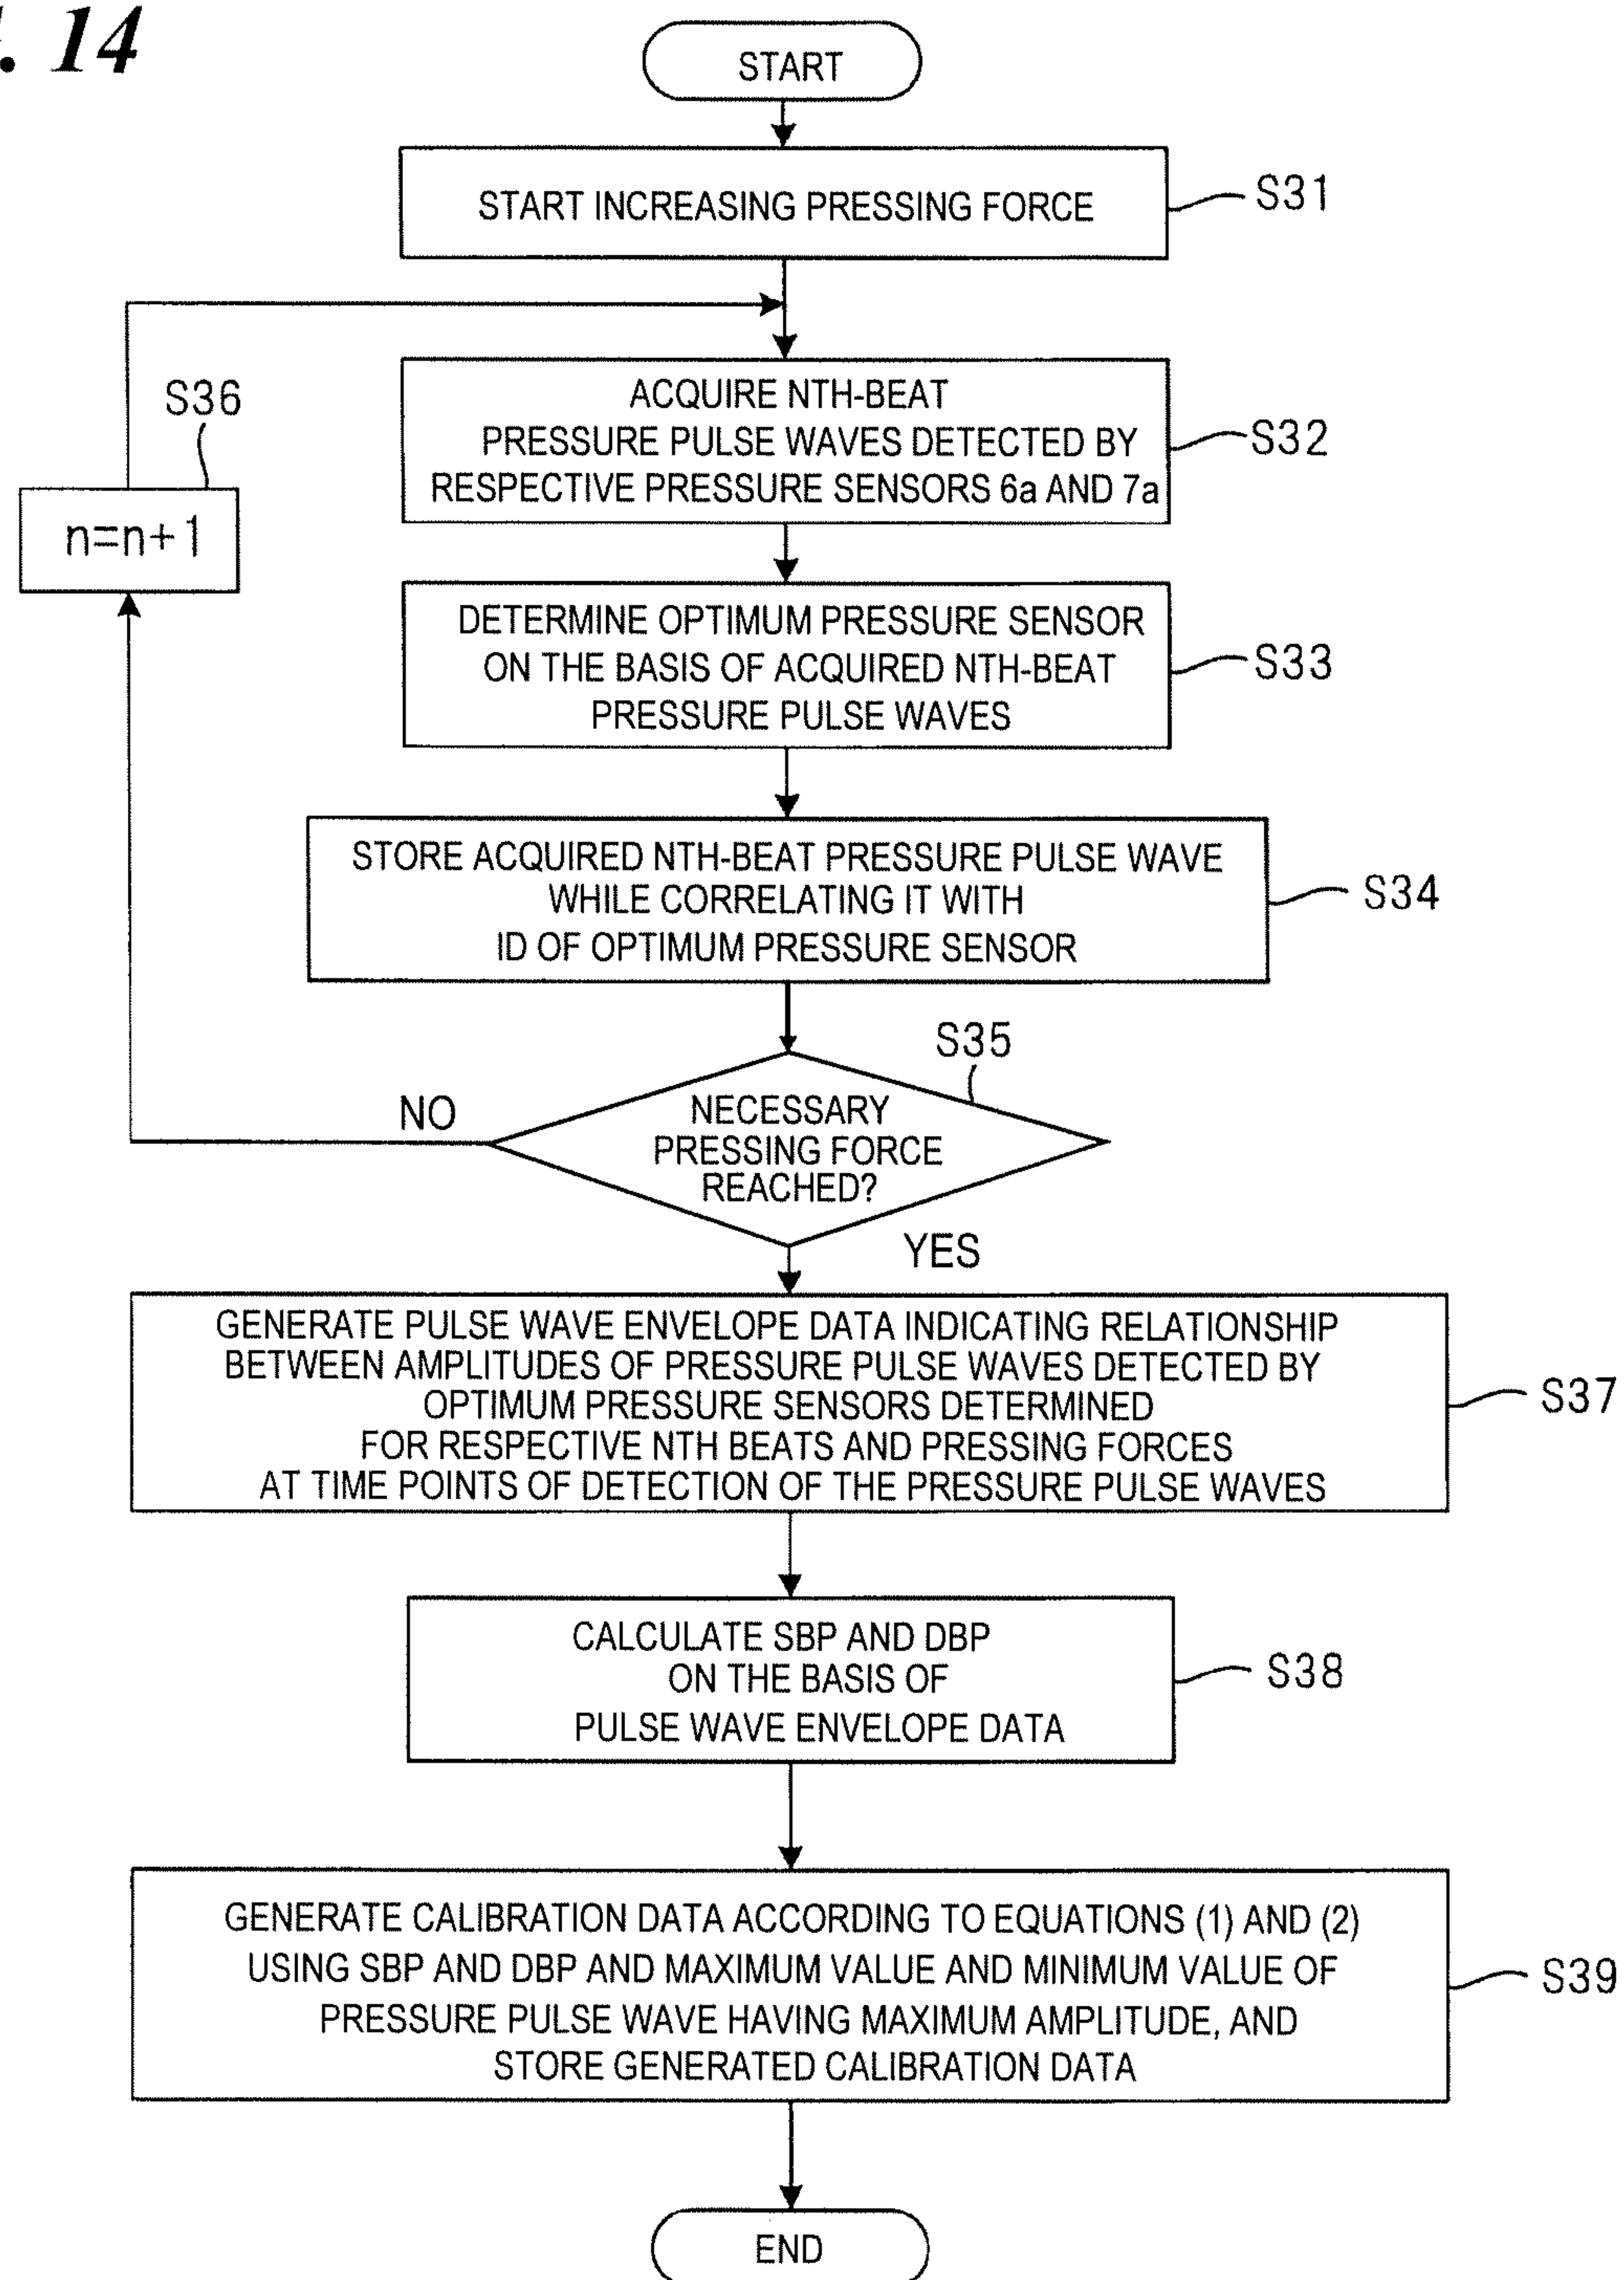 . 14
START
START INCREASING PRESSING FORCE
S31
ACQUIRE NTH-BEAT
PRESSURE PULSE WAVES DETECTED BY
RESPECTIVE PRESSURE SENSORS 6a AND 7a
S32
S36
n=n+1
DETERMINE OPTIMUM PRESSURE SENSOR
ON THE BASIS OF ACQUIRED NTH-BEAT
PRESSURE PULSE WAVES
S33
STORE ACQUIRED NTH-BEAT PRESSURE PULSE WAVE
WHILE CORRELATING IT WITH
ID OF OPTIMUM PRESSURE SENSOR
S34
S35
NECESSARY
PRESSING FORCE
REACHED?
NO
YES
GENERATE PULSE WAVE ENVELOPE DATA INDICATING RELATIONSHIP
BETWEEN AMPLITUDES OF PRESSURE PULSE WAVES DETECTED BY
OPTIMUM PRESSURE SENSORS DETERMINED
FOR RESPECTIVE NTH BEATS AND PRESSING FORCES
AT TIME POINTS OF DETECTION OF THE PRESSURE PULSE WAVES
S37
CALCULATE SBP AND DBP
ON THE BASIS OF
PULSE WAVE ENVELOPE DATA
S38
GENERATE CALIBRATION DATA ACCORDING TO EQUATIONS (1) AND (2)
USING SBP AND DBP AND MAXIMUM VALUE AND MINIMUM VALUE OF
PRESSURE PULSE WAVE HAVING MAXIMUM AMPLITUDE, AND
STORE GENERATED CALIBRATION DATA
S39
END